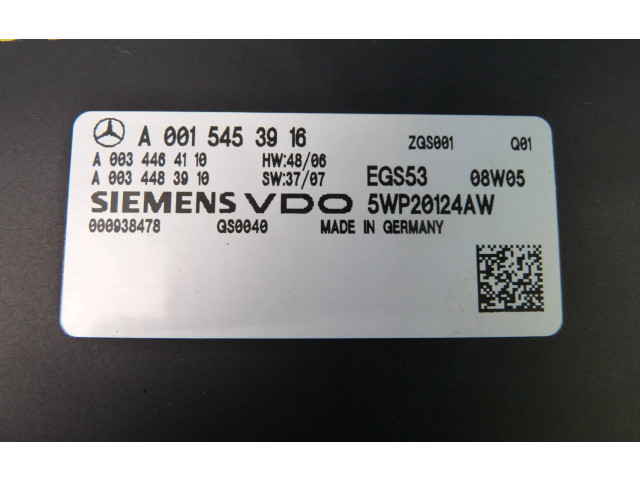 A 001 545 39 16 ZGS001 Q01
A 003 446 41 10 HW:48/06
A 003 448 39 10 SW:37/07 EGS53 08W05
SIEMENS VDO 5WP20124AW
000938478 QS0040 MADE IN GERMANY